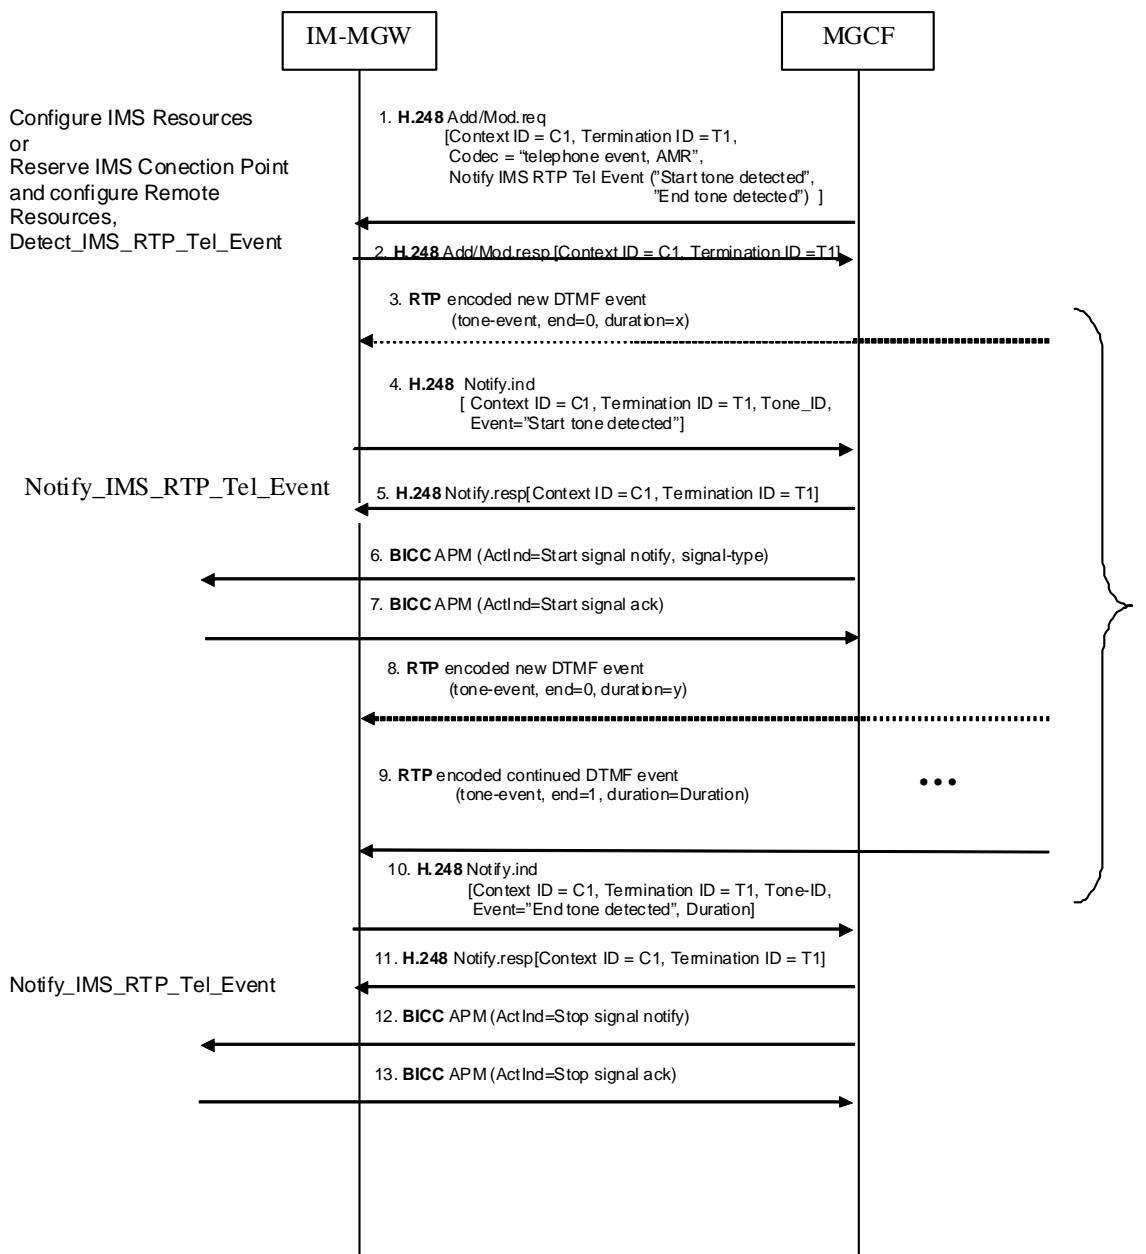 IM-MGW
MGCF
Configure IMS Resources
or
Reserve IMS Conection Point
and configure Remote
Resources,
Detect_IMS_RTP_Tel_Event
1. H.248 Add/Mod.req
[Context ID = C1, Termination ID =T1,
Codec = “telephone event, AMR”,
Notify IMS RTP Tel Event (”Start tone detected”,
”End tone detected”) ]
2. H.248 Add/Mod.resp [Context ID = C1, Termination ID =T1]
3. RTP encoded new DTMF event
(tone-event, end=0, duration=x)
4. H.248 Notify.ind
[ Context ID = C1, Termination ID = T1, Tone_ID,
Event=”Start tone detected”]
Notify_IMS_RTP_Tel_Event
5. H.248 Notify.resp[Context ID = C1, Termination ID = T1]
6. BICC APM (ActInd=Start signal notify, signal-type)
7. BICC APM (ActInd=Start signal ack)
8. RTP encoded new DTMF event
(tone-event, end=0, duration=y)
9. RTP encoded continued DTMF event
(tone-event, end=1, duration=Duration)
...
10. H.248 Notify.ind
[Context ID = C1, Termination ID = T1, Tone-ID,
Event=”End tone detected”, Duration]
11. H.248 Notify.resp[Context ID = C1, Termination ID = T1]
Notify_IMS_RTP_Tel_Event
12. BICC APM (ActInd=Stop signal notify)
13. BICC APM (ActInd=Stop signal ack)